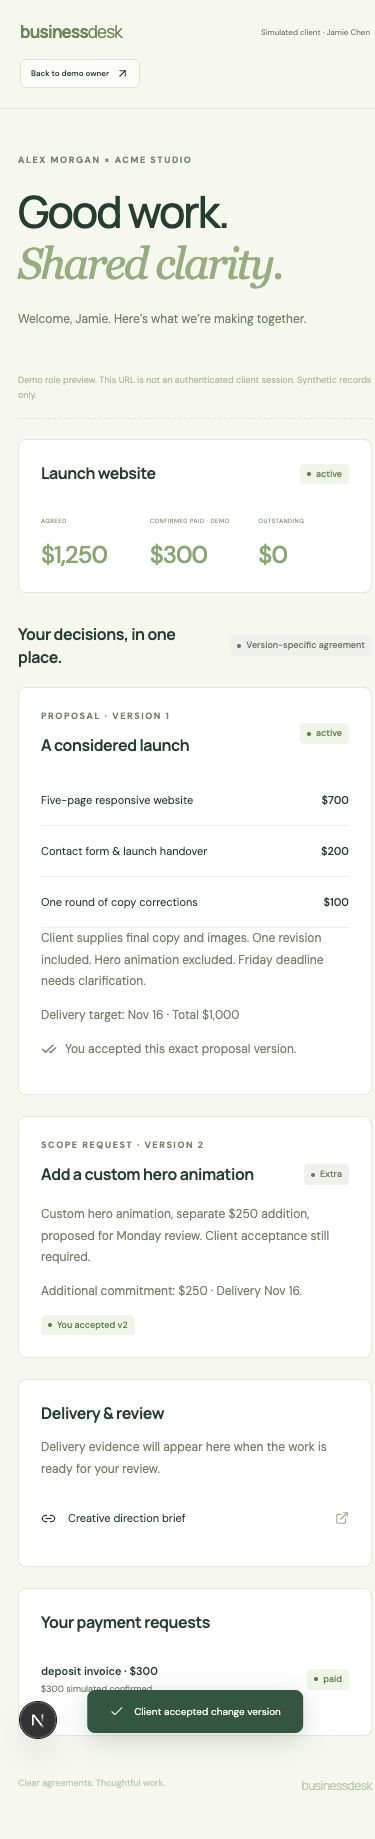 businessdesk
Simulated client · Jamie Chen
Back to demo owner
ALEX MORGAN × ACME STUDIO
Good work.
Shared clarity.
Welcome, Jamie. Here’s what we’re making together.
Demo role preview. This URL is not an authenticated client session. Synthetic records
only.
Launch website
active
AGREED
CONFIRMED PAID · DEMO
OUTSTANDING
$1,250
$300
$0
Your decisions, in one
place.
Version-specific agreement
PROPOSAL · VERSION 1
A considered launch
active
Five-page responsive website
$700
Contact form & launch handover
$200
One round of copy corrections
$100
Client supplies final copy and images. One revision
included. Hero animation excluded. Friday deadline
needs clarification.
Delivery target: Nov 16 · Total $1,000
You accepted this exact proposal version.
SCOPE REQUEST · VERSION 2
Add a custom hero animation
Extra
Custom hero animation, separate $250 addition,
proposed for Monday review. Client acceptance still
required.
Additional commitment: $250 · Delivery Nov 16.
You accepted v2
Delivery & review
Delivery evidence will appear here when the work is
ready for your review.
Creative direction brief
Your payment requests
deposit invoice · $300
$300 simulated confirmed
paid
N
Client accepted change version
Clear agreements. Thoughtful work.
businessdesk